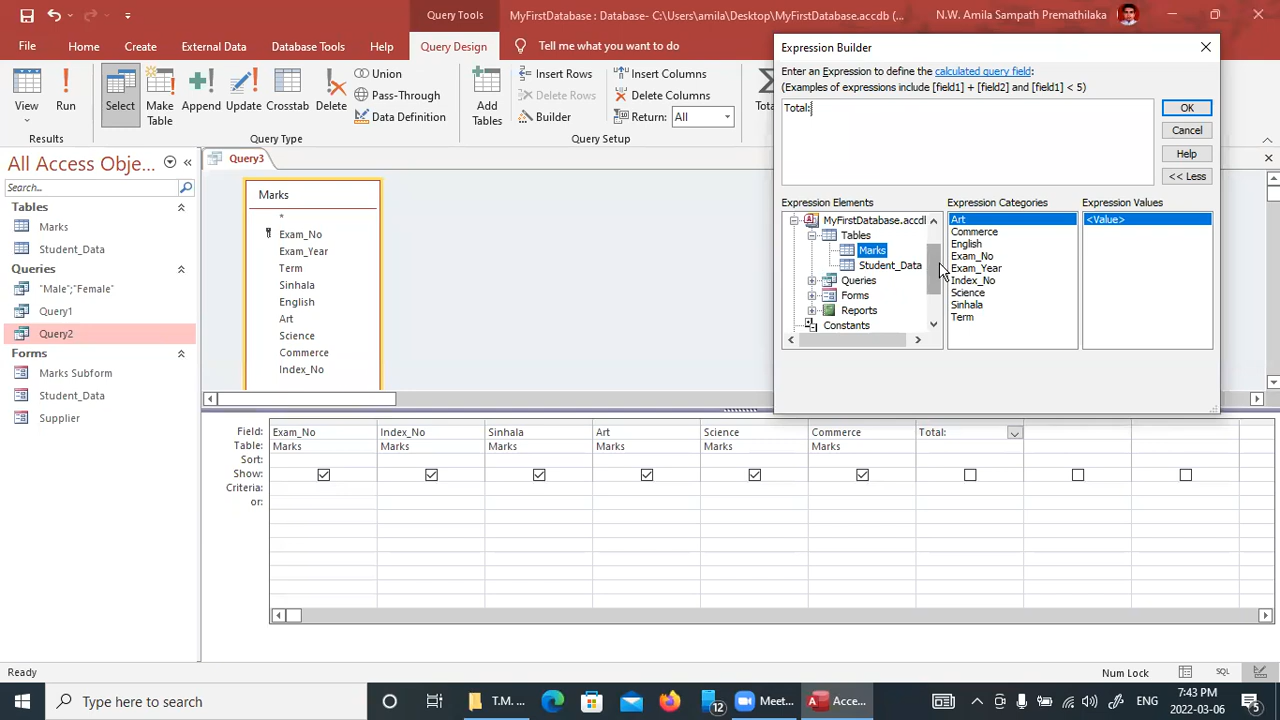 Query Tools
MyFirstDatabase : Database- C:\Users\amila\Desktop\MyFirstDatabase.accdb (...
N.W. Amila Sampath Premathilaka
File
Home
Create
External Data
Database Tools
Help
Query Design
Tell me what you want to do
View
Run
Select
Make Table
Append
Update
Crosstab
Delete
Union
Pass-Through
Data Definition
Add Tables
Insert Rows
Delete Rows
Builder
Insert Columns
Delete Columns
Return: All
Results
Query Type
Query Setup
All Access Obje...
Search...
Tables
Marks
Student_Data
Queries
"Male";"Female"
Query1
Query2
Forms
Marks Subform
Student_Data
Supplier
Query3
Marks
*
Exam_No
Exam_Year
Term
Sinhala
English
Art
Science
Commerce
Index_No
Expression Builder
Enter an Expression to define the calculated query field:
(Examples of expressions include [field1] + [field2] and [field1] < 5)
Total:
OK
Cancel
Help
<< Less
Expression Elements
Expression Categories
Expression Values
MyFirstDatabase.accdl
Tables
Marks
Student_Data
Queries
Forms
Reports
Constants
Art
Commerce
English
Exam_No
Exam_Year
Index_No
Science
Sinhala
Term
<Value>
Field: Exam_No Index_No Sinhala Art Science Commerce Total:
Table: Marks Marks Marks Marks Marks Marks
Sort:
Show:
Criteria:
or:
Ready
Num Lock
SQL
Type here to search
T.M. ...
12
Meet...
Acce...
ENG
7:43 PM
2022-03-06
5